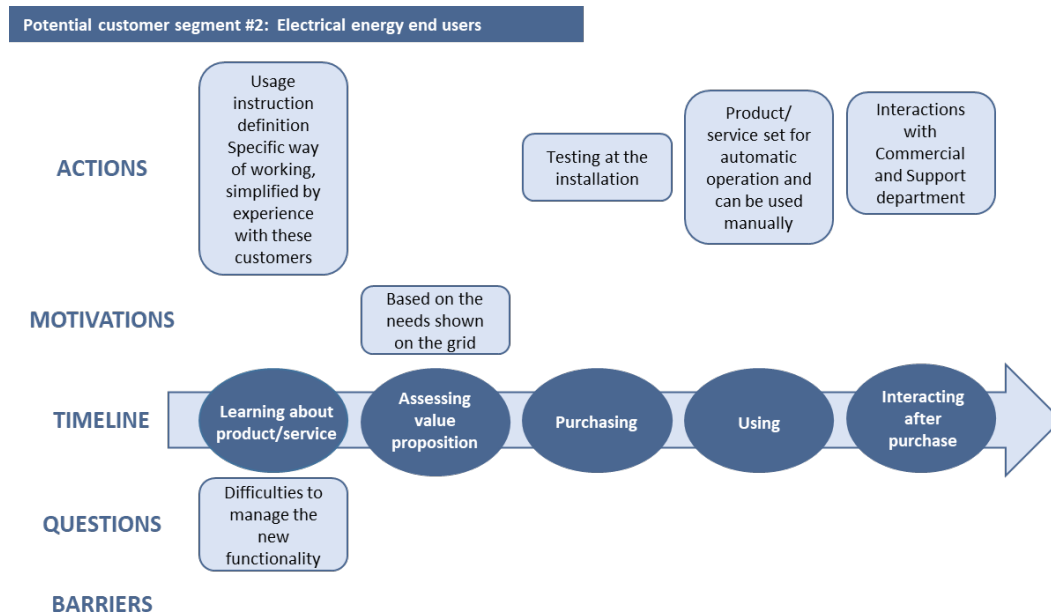 Potential customer segment #2: Electrical energy end users
ACTIONS
Usage
instruction
definition
Specific way
of working,
simplified by
experience
with these
customers
Testing at the
installation
Product/
service set for
automatic
operation and
can be used
manually
Interactions
with
Commercial
and Support
department
MOTIVATIONS
Based on the
needs shown
on the grid
TIMELINE
Learning about
product/service
Assessing
value
proposition
Purchasing
Using
Interacting
after
purchase
QUESTIONS
Difficulties to
manage the
new
functionality
BARRIERS